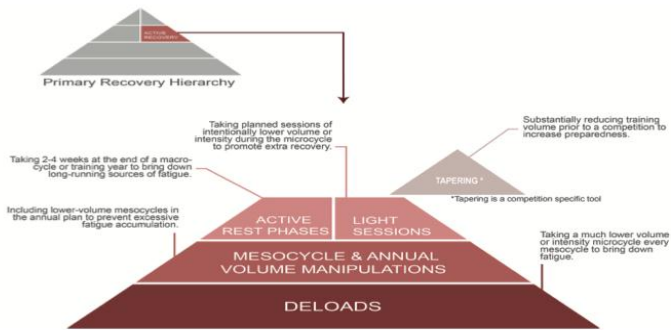 ACTIVE
RECOVERY
Primary Recovery Hierarchy
Taking planned sessions of
intentionally lower volume or
intensity during the microcycle
to promote extra recovery.
Substantially reducing training
volume prior to a competition to
increase preparedness.
Taking 2-4 weeks at the end of a macro-
cycle or training year to bring down
long-running sources of fatigue.
TAPERING *
*Tapering is a competition specific tool
Including lower-volume mesocycles in
the annual plan to prevent excessive
fatigue accumulation.
ACTIVE
REST PHASES
LIGHT
SESSIONS
Taking a much lower volume
or intensity microcycle every
mesocycle to bring down
fatigue.
MESOCYCLE & ANNUAL
VOLUME MANIPULATIONS
DELOADS